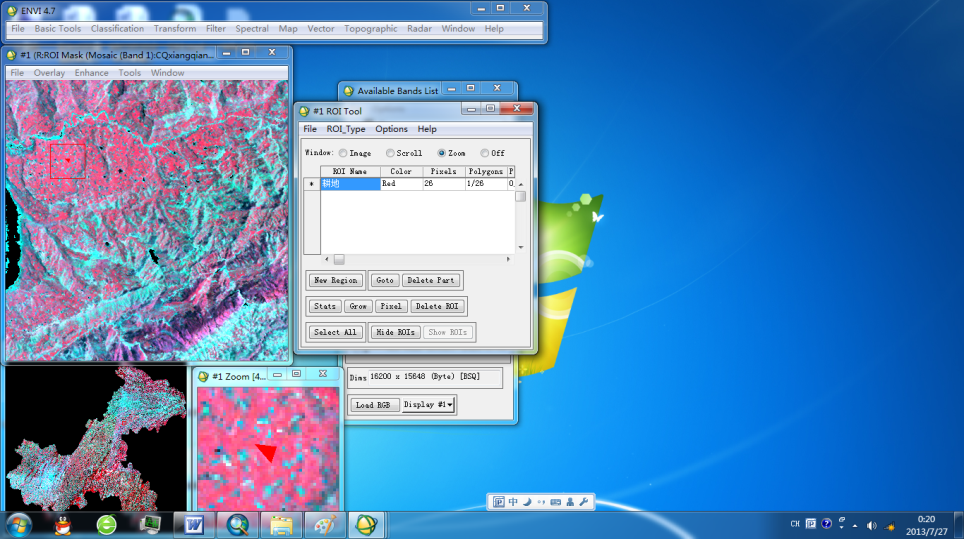 ENVI 4.7
File Basic Tools Classification Transform Filter Spectral Map Vector Topographic Radar Window Help
#1 (R:ROI Mask (Mosaic (Band 1):CQxiangqian...
File Overlay Enhance Tools Window
Available Bands List
#1 ROI Tool
File ROI_Type Options Help
Window: Image Scroll Zoom Off
ROI Name Color Pixels Polygons P
* 耕地 Red 26 1/26 0
New Region Goto Delete Part
Stats Grow Pixel Delete ROI
Select All Hide ROIs Show ROIs
Dims 16200 x 15648 (Byte) [BSQ]
Load RGB Display #1
#1 Zoom [4...
中
CH
0:20
2013/7/27